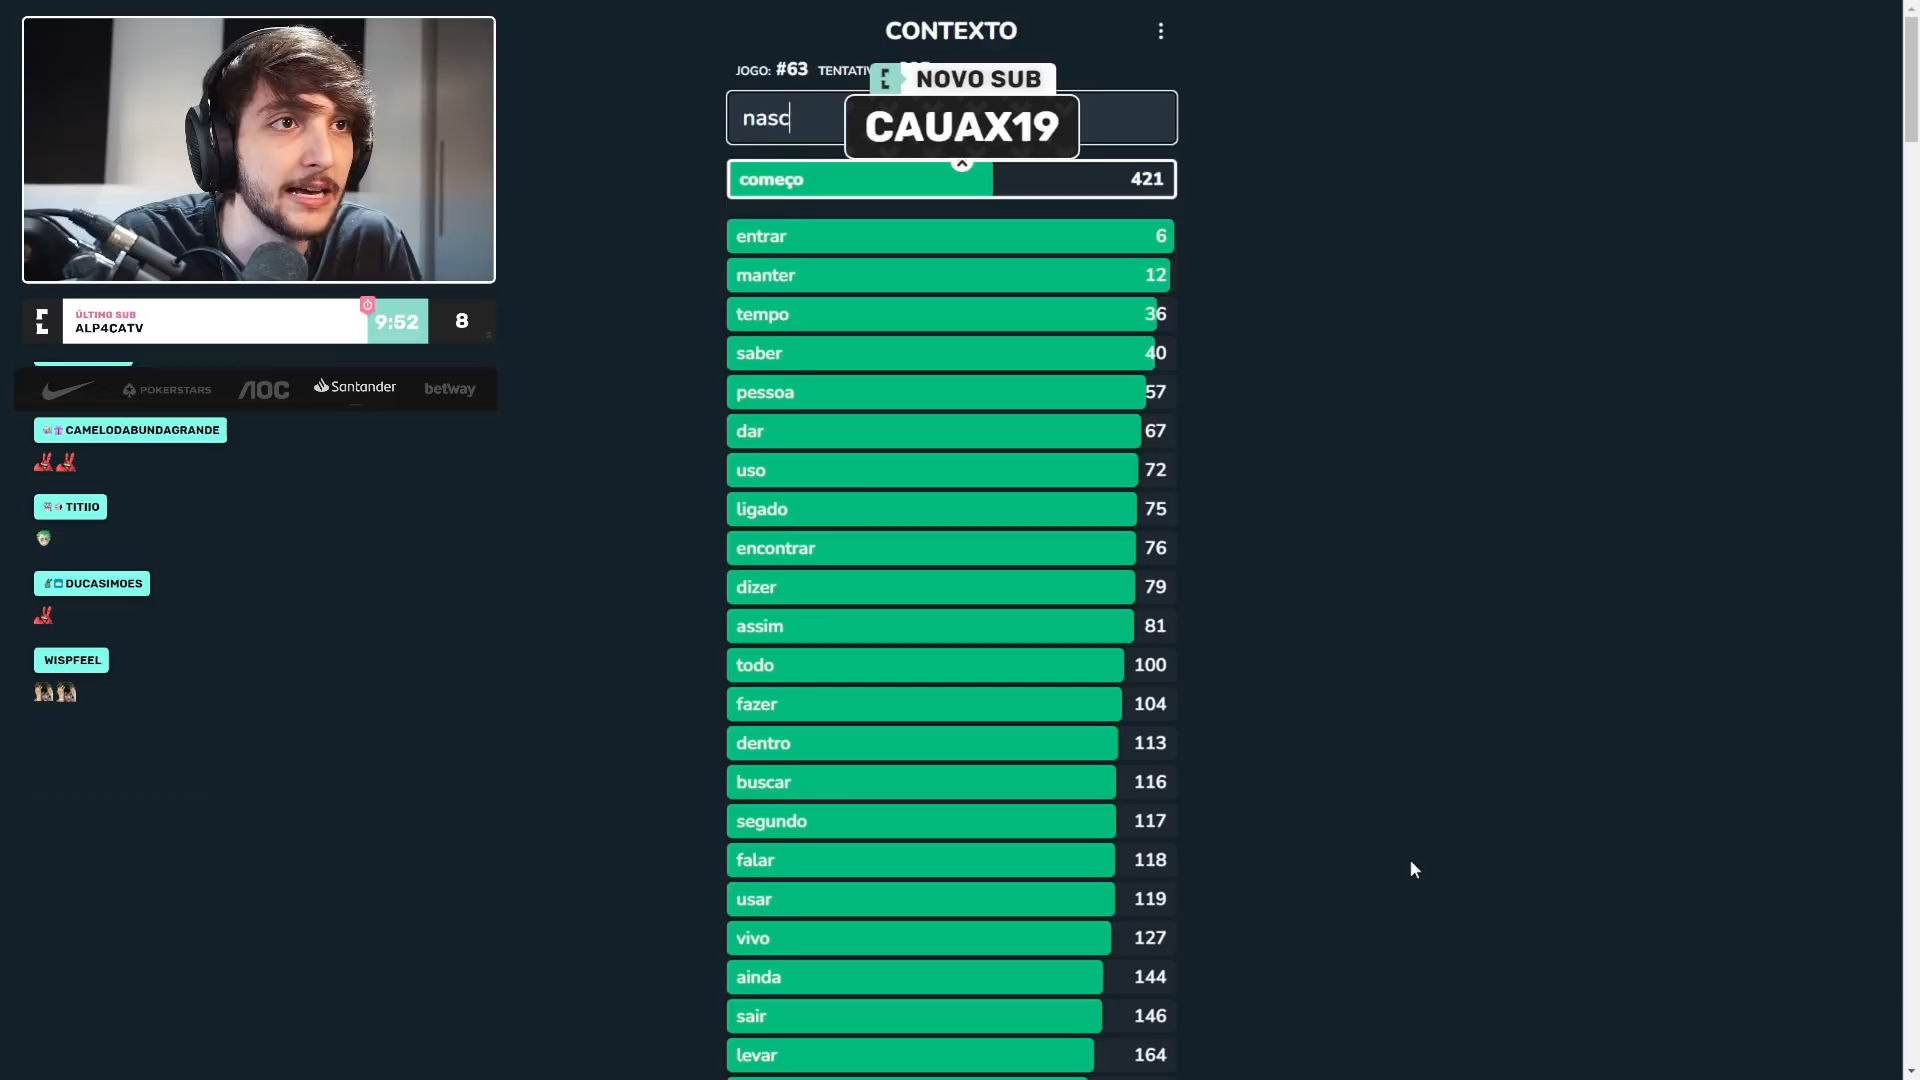 CONTEXTO
JOGO: #63 TENTATIV
NOVO SUB
CAUAX19
nasc
começo 421
entrar 6
manter 12
tempo 36
saber 40
pessoa 57
dar 67
uso 72
ligado 75
encontrar 76
dizer 79
assim 81
todo 100
fazer 104
dentro 113
buscar 116
segundo 117
falar 118
usar 119
vivo 127
ainda 144
sair 146
levar 164
ÚLTIMO SUB
ALP4CATV
9:52
8
POKERSTARS AOC Santander betway
CAMELODABUNDAGRANDE
TITIIO
DUCASIMOES
WISPFEEL